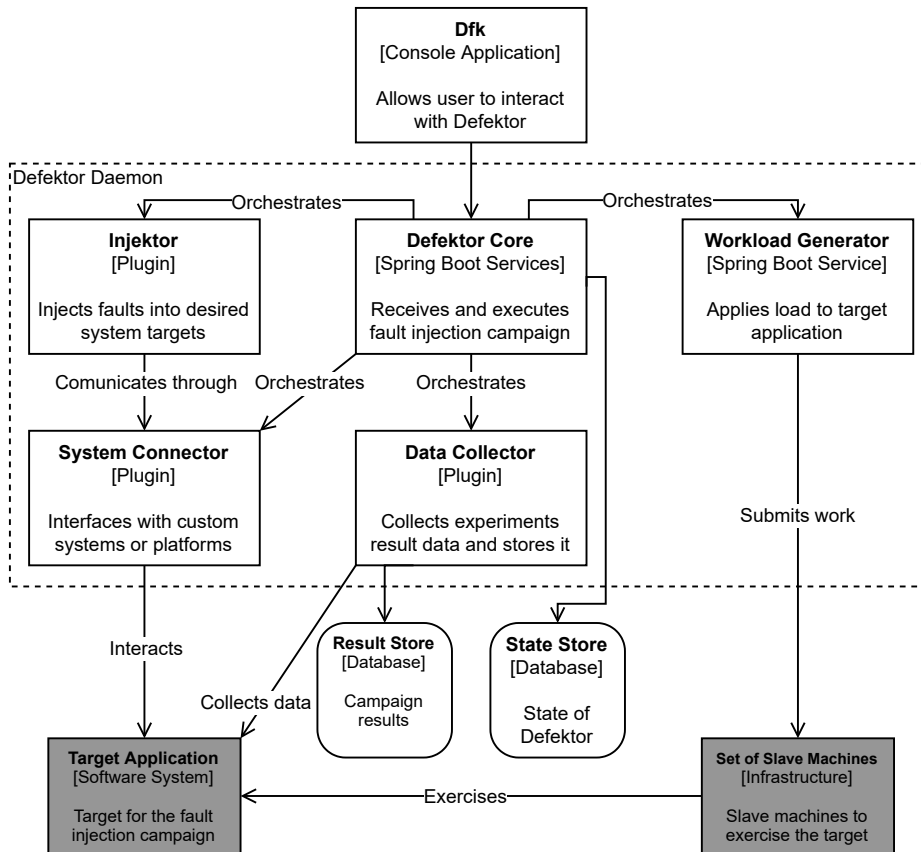 Dfk
[Console Application]
Allows user to interact
with Defektor
Defektor Daemon
Orchestrates
Orchestrates
Injektor
[Plugin]
Injects faults into desired
system targets
Defektor Core
[Spring Boot Services]
Receives and executes
fault injection campaign
Workload Generator
[Spring Boot Service]
Applies load to target
application
Comunicates through
Orchestrates
Orchestrates
System Connector
[Plugin]
Interfaces with custom
systems or platforms
Data Collector
[Plugin]
Collects experiments
result data and stores it
Submits work
Interacts
Result Store
[Database]
Campaign
results
State Store
[Database]
State of
Defektor
Collects data
Target Application
[Software System]
Target for the fault
injection campaign
Exercises
Set of Slave Machines
[Infrastructure]
Slave machines to
exercise the target